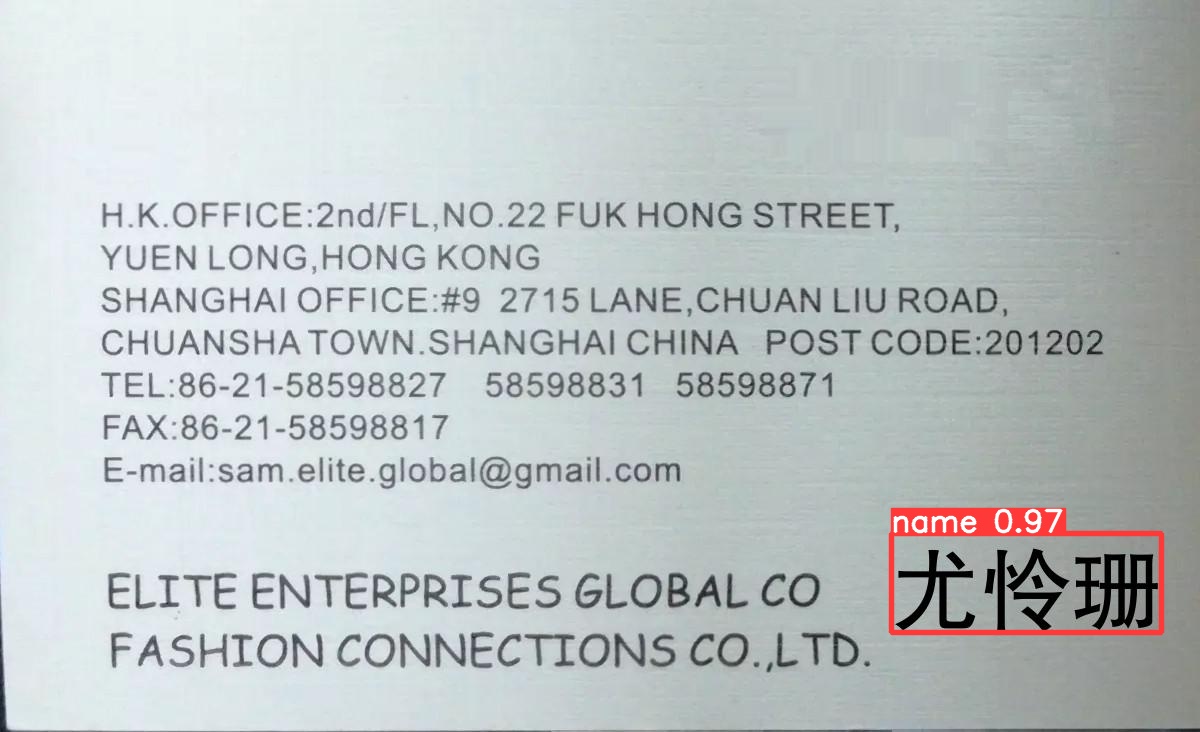 H.K.OFFICE:2nd/FL,NO.22 FUK HONG STREET,
YUEN LONG,HONG KONG
SHANGHAI OFFICE:#9 2715 LANE,CHUAN LIU ROAD,
CHUANSHA TOWN.SHANGHAI CHINA POST CODE:201202
TEL:86-21-58598827 58598831 58598871
FAX:86-21-58598817
E-mail:sam.elite.global@gmail.com
name 0.97
尤怜珊
ELITE ENTERPRISES GLOBAL CO
FASHION CONNECTIONS CO.,LTD.